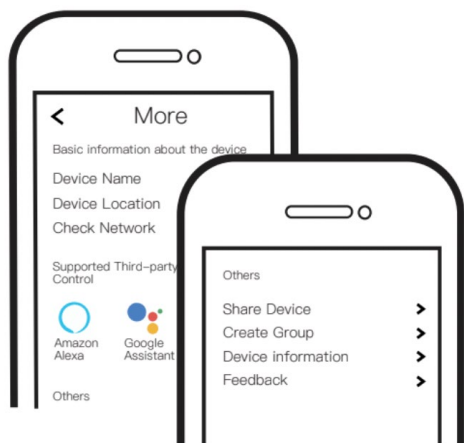 More
Basic information about the device
Device Name
Device Location
Check Network
Supported Third-party
Control
Amazon
Alexa
Google
Assistant
Others
Others
Share Device
Create Group
Device information
Feedback